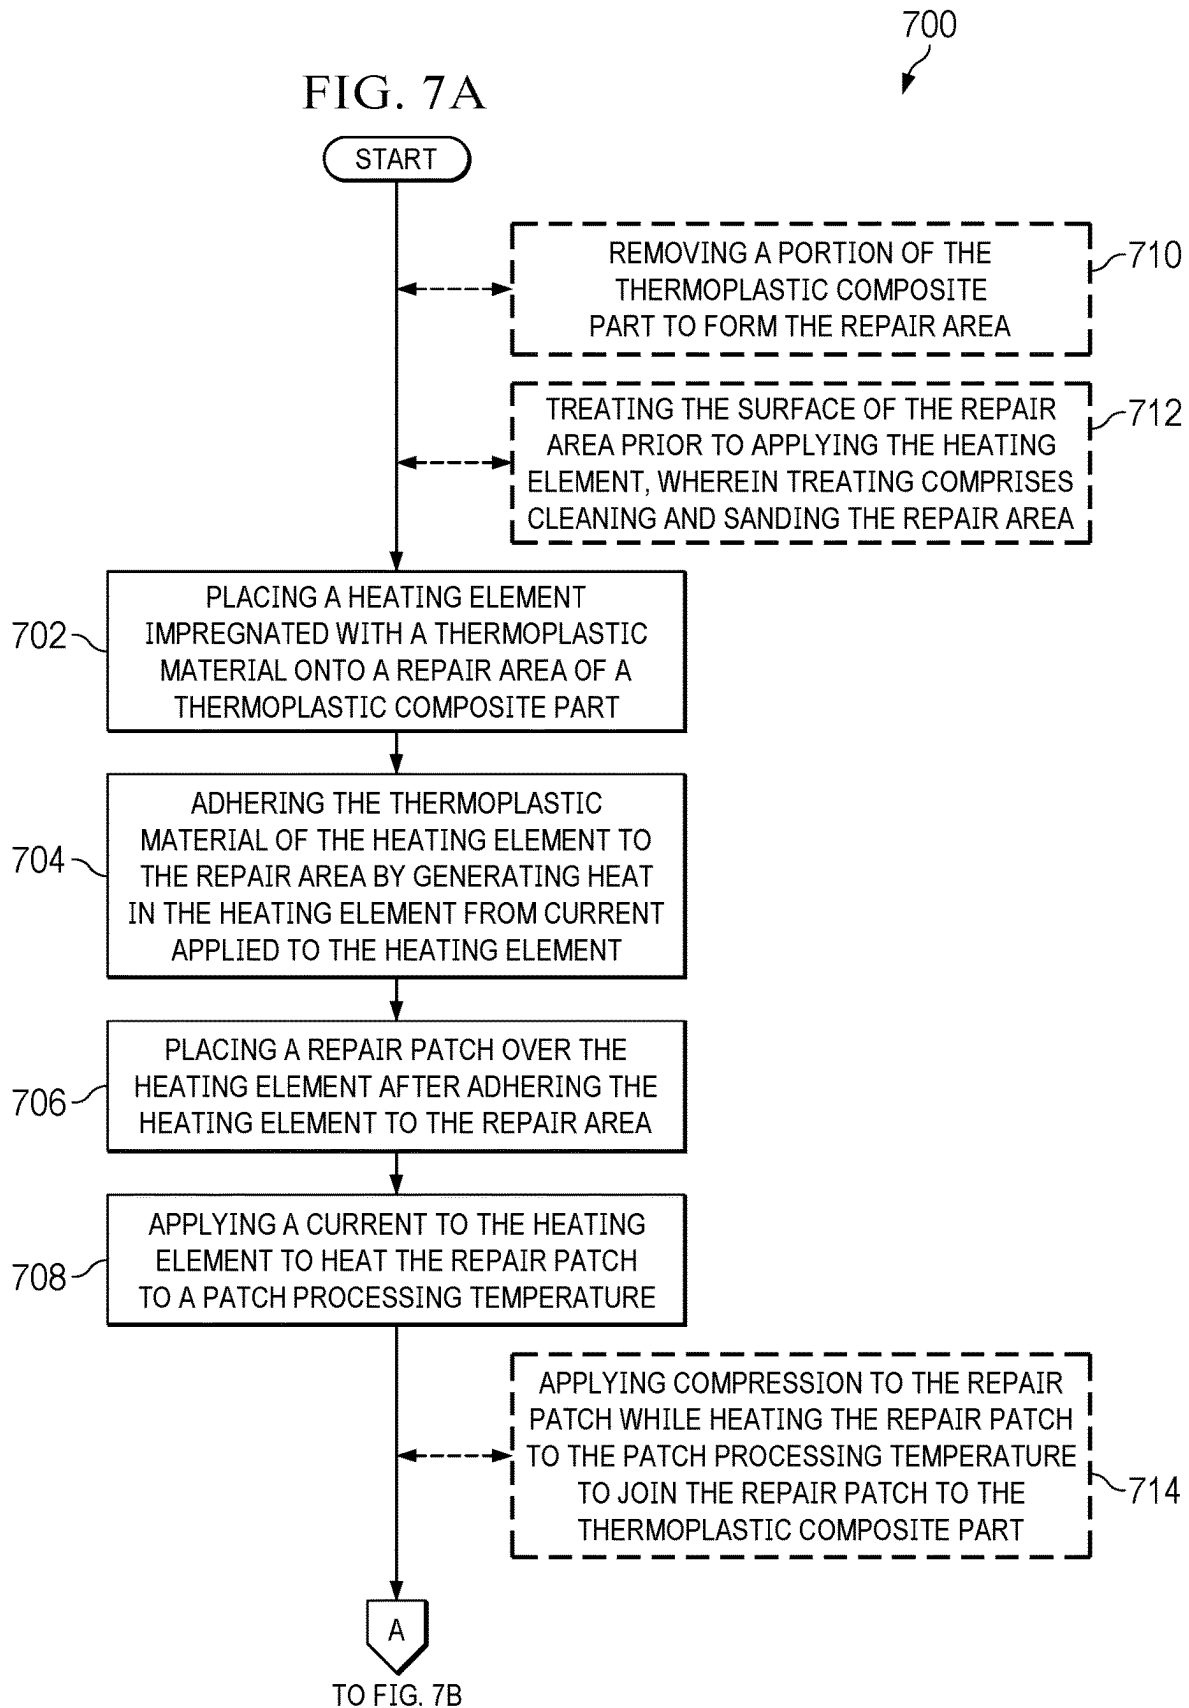 700
FIG. 7A
START
REMOVING A PORTION OF THE
THERMOPLASTIC COMPOSITE
PART TO FORM THE REPAIR AREA
710
TREATING THE SURFACE OF THE REPAIR
AREA PRIOR TO APPLYING THE HEATING
ELEMENT, WHEREIN TREATING COMPRISES
CLEANING AND SANDING THE REPAIR AREA
712
702
PLACING A HEATING ELEMENT
IMPREGNATED WITH A THERMOPLASTIC
MATERIAL ONTO A REPAIR AREA OF A
THERMOPLASTIC COMPOSITE PART
704
ADHERING THE THERMOPLASTIC
MATERIAL OF THE HEATING ELEMENT TO
THE REPAIR AREA BY GENERATING HEAT
IN THE HEATING ELEMENT FROM CURRENT
APPLIED TO THE HEATING ELEMENT
706
PLACING A REPAIR PATCH OVER THE
HEATING ELEMENT AFTER ADHERING THE
HEATING ELEMENT TO THE REPAIR AREA
708
APPLYING A CURRENT TO THE HEATING
ELEMENT TO HEAT THE REPAIR PATCH
TO A PATCH PROCESSING TEMPERATURE
APPLYING COMPRESSION TO THE REPAIR
PATCH WHILE HEATING THE REPAIR PATCH
TO THE PATCH PROCESSING TEMPERATURE
TO JOIN THE REPAIR PATCH TO THE
THERMOPLASTIC COMPOSITE PART
714
A
TO FIG. 7B